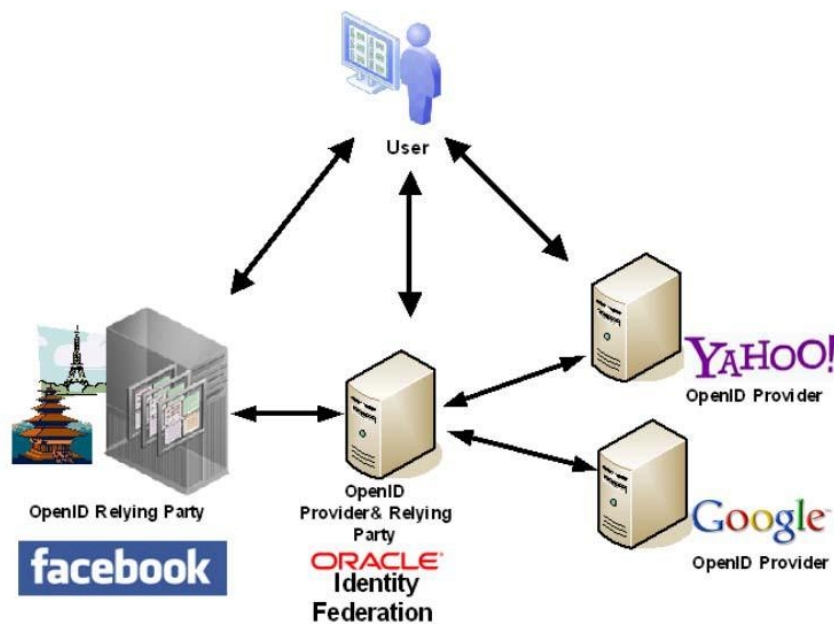 User
YAHOO!
OpenID Provider
OpenID Relying Party
facebook
OpenID
Provider& Relying
Party
ORACLE
Identity
Federation
Google
OpenID Provider